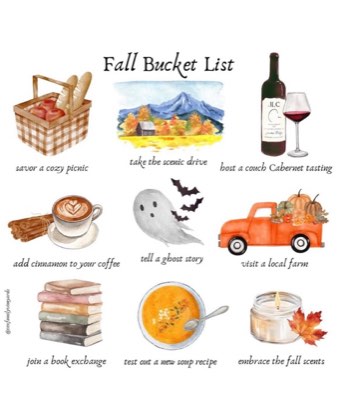 Fall Bucket List
JLC
savor a cozy picnic
take the scenic drive
host a couch Cabernet tasting
add cinnamon to your coffee
tell a ghost story
visit a local farm
join a book exchange
test out a new soup recipe
embrace the fall scents